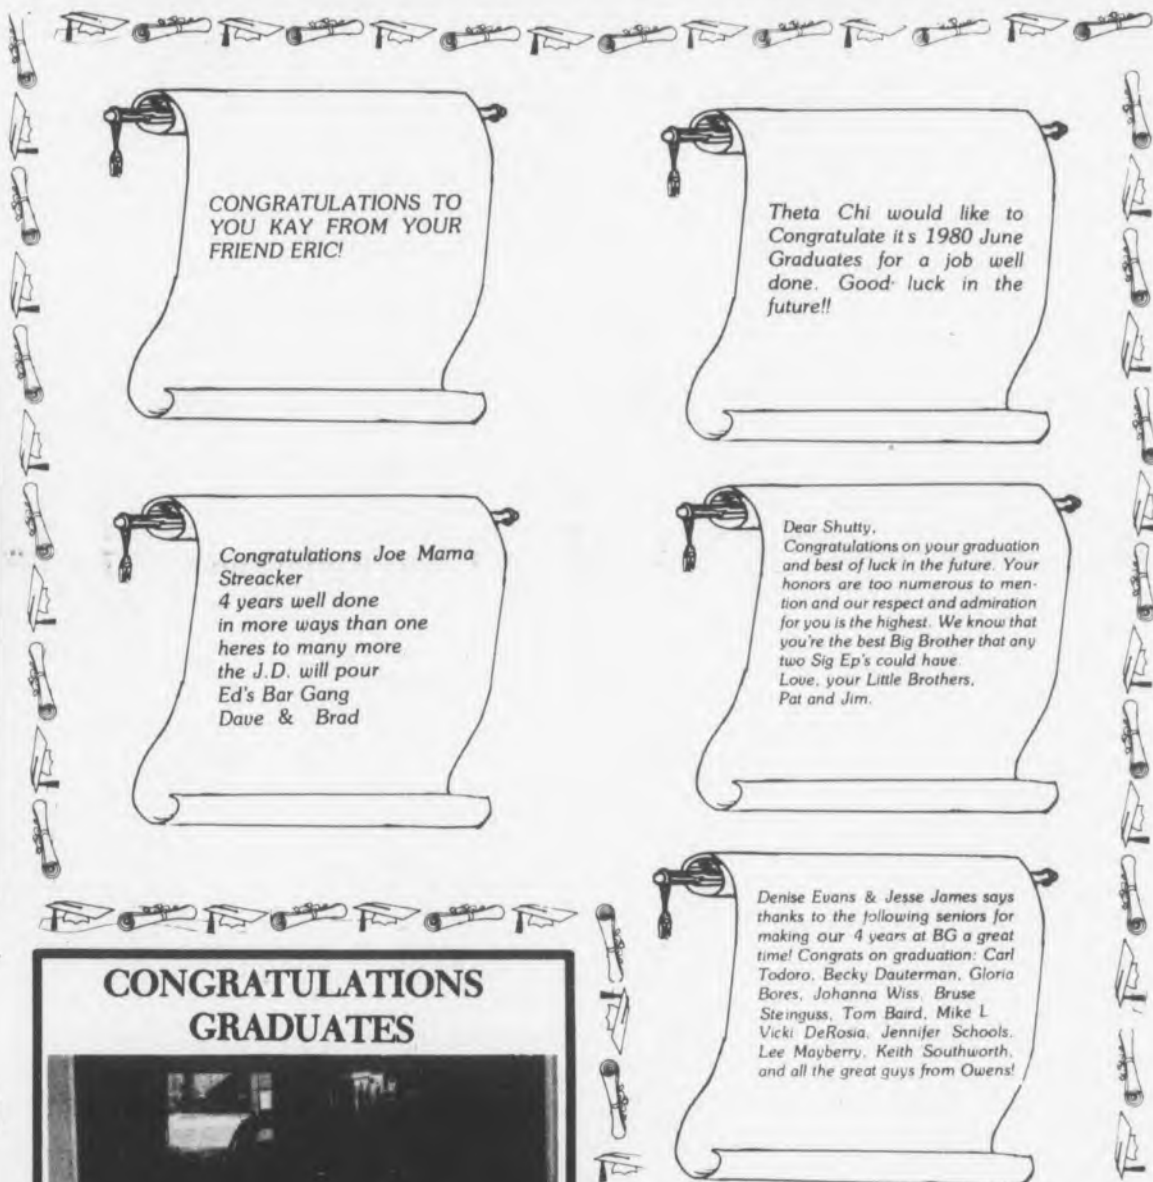 CONGRATULATIONS TO
YOU KAY FROM YOUR
FRIEND ERIC!
Theta Chi would like to
Congratulate it s 1980 June
Graduates for a job well
done. Good luck in the
future!!
Congratulations Joe Mama
Streacker
4 years well done
in more ways than one
heres to many more
the J.D. will pour
Ed's Bar Gang
Dave & Brad
Dear Shutty,
Congratulations on your graduation
and best of luck in the future. Your
honors are too numerous to men-
tion and our respect and admiration
for you is the highest. We know that
you're the best Big Brother that any
two Sig Ep's could have.
Love, your Little Brothers,
Pat and Jim.
Denise Evans & Jesse James says
thanks to the following seniors for
making our 4 years at BG a great
time! Congrats on graduation: Carl
Todoro, Becky Dauterman, Gloria
Bores, Johanna Wiss, Bruse
Steinguss, Tom Baird, Mike L
Vicki DeRosia, Jennifer Schools,
Lee Mayberry, Keith Southworth,
and all the great guys from Owens!
CONGRATULATIONS
GRADUATES